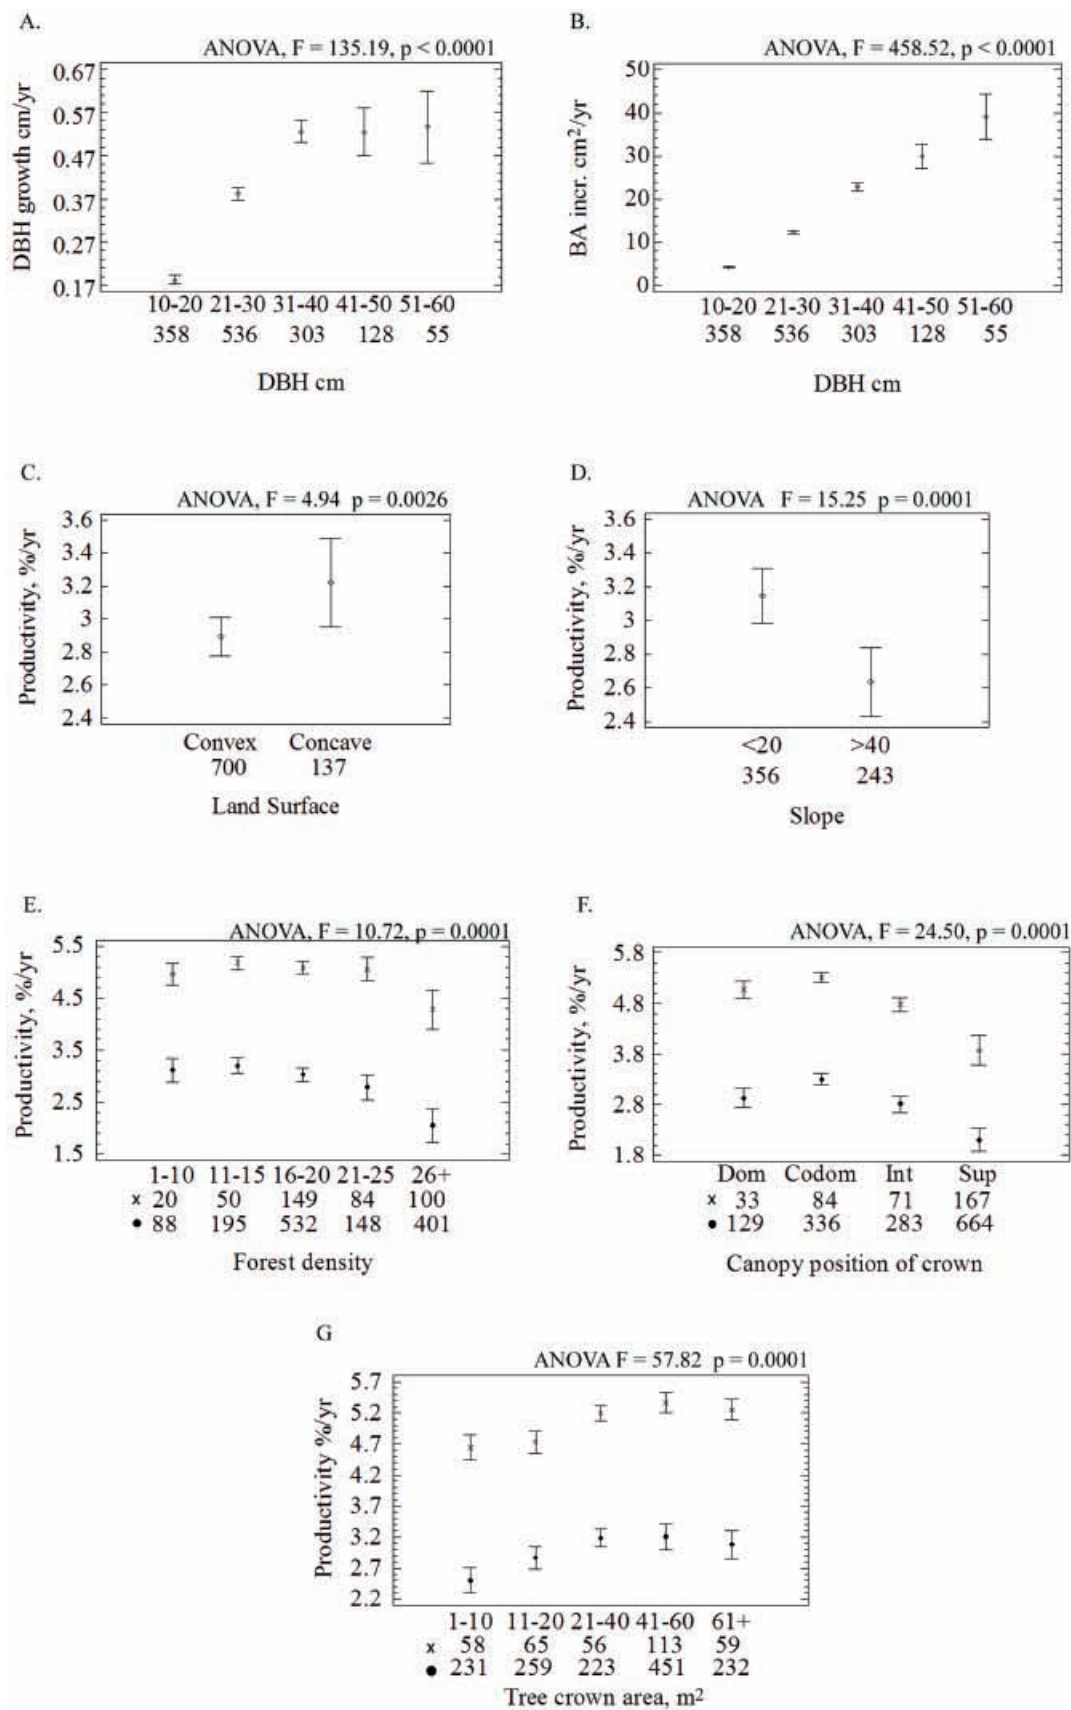 A.
ANOVA, F = 135.19, p < 0.0001
DBH growth cm/yr
0.67
0.57
0.47
0.37
0.27
0.17
10-20 21-30 31-40 41-50 51-60
358 536 303 128 55
DBH cm
B.
ANOVA, F = 458.52, p < 0.0001
BA incr. cm²/yr
50
40
30
20
10
0
10-20 21-30 31-40 41-50 51-60
358 536 303 128 55
DBH cm
C.
ANOVA, F = 4.94 p = 0.0026
Productivity, %/yr
3.6
3.4
3.2
3
2.8
2.6
2.4
Convex Concave
700 137
Land Surface
D.
ANOVA F = 15.25 p = 0.0001
Productivity, %/yr
3.6
3.4
3.2
3
2.8
2.6
2.4
<20 >40
356 243
Slope
E.
ANOVA, F = 10.72, p = 0.0001
Productivity, %/yr
5.5
4.5
3.5
2.5
1.5
1-10 11-15 16-20 21-25 26+
x 20 50 149 84 100
• 88 195 532 148 401
Forest density
F.
ANOVA, F = 24.50, p = 0.0001
Productivity, %/yr
5.8
4.8
3.8
2.8
1.8
Dom Codom Int Sup
x 33 84 71 167
• 129 336 283 664
Canopy position of crown
G
ANOVA F = 57.82 p = 0.0001
Productivity %/yr
5.7
5.2
4.7
4.2
3.7
3.2
2.7
2.2
1-10 11-20 21-40 41-60 61+
x 58 65 56 113 59
• 231 259 223 451 232
Tree crown area, m²